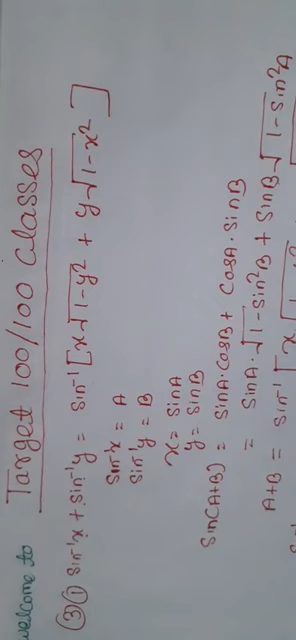 welcome to Target 100/100 classes
③① sin⁻¹x + sin⁻¹y = sin⁻¹[x√1-y² + y√1-x²]
sin⁻¹x = A
sin⁻¹y = B
x = sinA
y = sinB
sin(A+B) = sinA.cosB + cosA.sinB
= sinA.√1-sin²B + sinB√1-sin²A
A+B = sin⁻¹[x√1